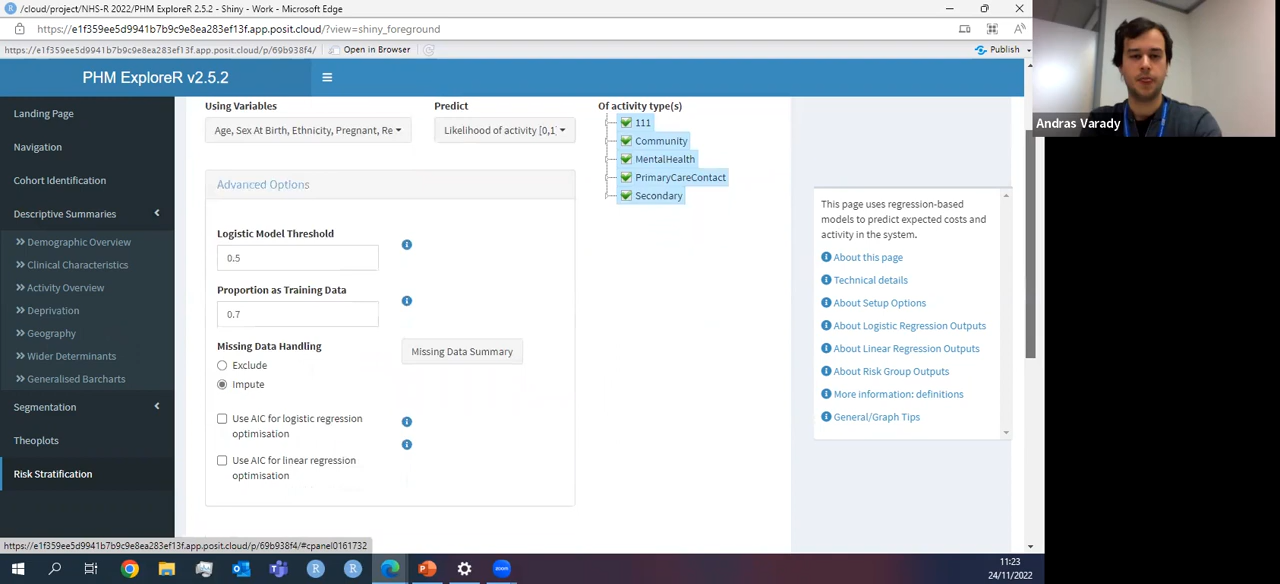 /cloud/project/NHS-R 2022/PHM ExploreR 2.5.2 - Shiny - Work - Microsoft Edge
https://e1f359ee5d9941b7b9c9e8ea283ef13f.app.posit.cloud/?view=shiny_foreground
https://e1f359ee5d9941b7b9c9e8ea283ef13f.app.posit.cloud/p/69b938f4/
Open in Browser
Publish
PHM ExploreR v2.5.2
Landing Page
Navigation
Cohort Identification
Descriptive Summaries
Demographic Overview
Clinical Characteristics
Activity Overview
Deprivation
Geography
Wider Determinants
Generalised Barcharts
Segmentation
Theoplots
Risk Stratification
Using Variables
Age, Sex At Birth, Ethnicity, Pregnant, Re
Predict
Likelihood of activity [0,1]
Of activity type(s)
111
Community
MentalHealth
PrimaryCareContact
Secondary
Advanced Options
Logistic Model Threshold
0.5
Proportion as Training Data
0.7
Missing Data Handling
Exclude
Impute
Missing Data Summary
Use AIC for logistic regression
optimisation
Use AIC for linear regression
optimisation
This page uses regression-based
models to predict expected costs and
activity in the system.
About this page
Technical details
About Setup Options
About Logistic Regression Outputs
About Linear Regression Outputs
About Risk Group Outputs
More information: definitions
General/Graph Tips
Andras Varady
https://e1f359ee5d9941b7b9c9e8ea283ef13f.app.posit.cloud/p/69b938f4/#cpanel0161732
11:23
24/11/2022